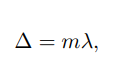 Δ = mλ,